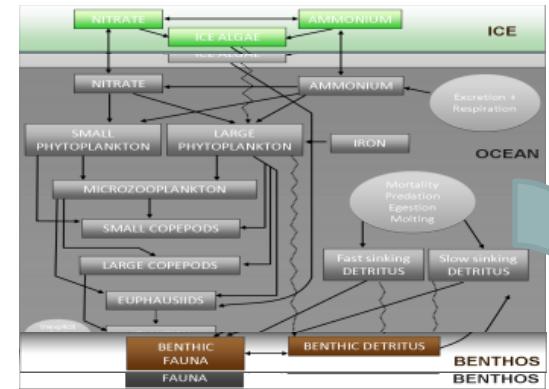 NITRATE
AMMONIUM
ICE
ICE ALGAE
ICE ALGAE
NITRATE
AMMONIUM
Excretion +
Respiration
SMALL
PHYTOPLANKTON
LARGE
PHYTOPLANKTON
IRON
OCEAN
MICROZOOPLANKTON
Mortality
Predation
Egestion
Molting
SMALL COPEPODS
LARGE COPEPODS
Fast sinking
DETRITUS
Slow sinking
DETRITUS
EUPHAUSIIDS
BENTHIC
FAUNA
BENTHIC DETRITUS
BENTHOS
FAUNA
BENTHOS